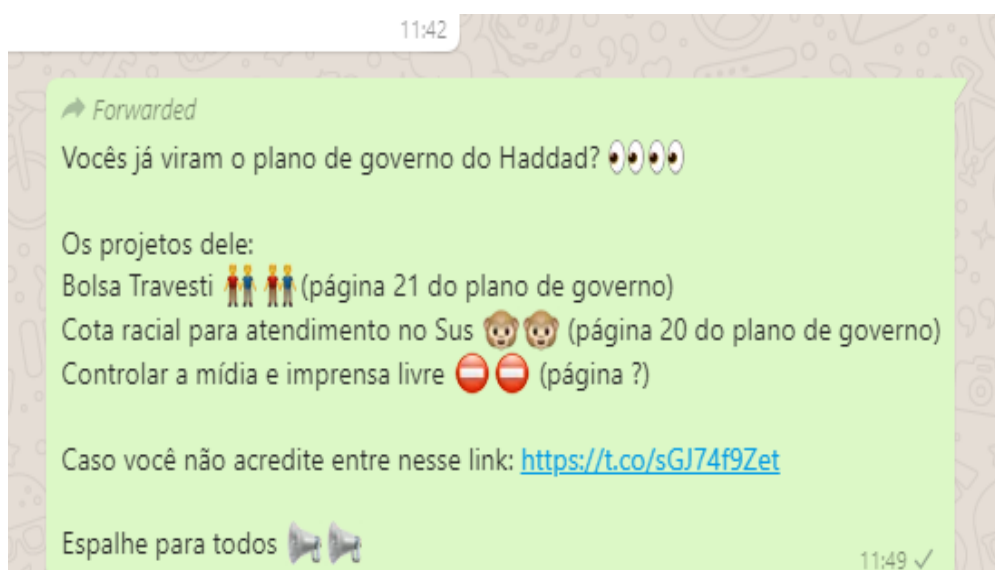 11:42
Forwarded
Vocês já viram o plano de governo do Haddad? 👀👀
Os projetos dele:
Bolsa Travesti 👬 👬 (página 21 do plano de governo)
Cota racial para atendimento no Sus 🐵🐵 (página 20 do plano de governo)
Controlar a mídia e imprensa livre ⛔⛔ (página ?)
Caso você não acredite entre nesse link: https://t.co/sGJ74f9Zet
Espalhe para todos 📢📢
11:49